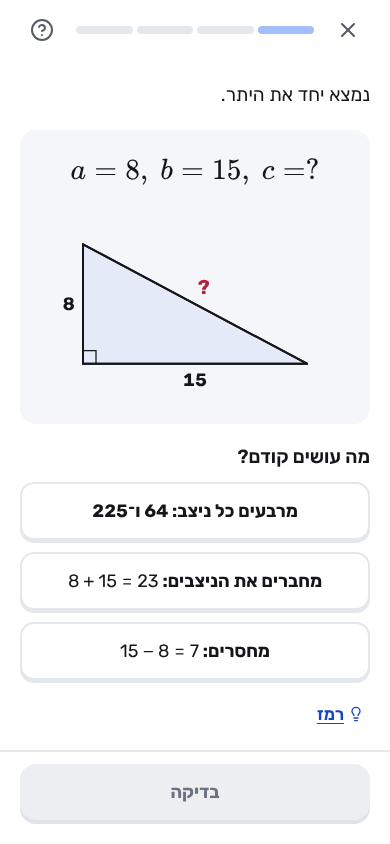 נמצא יחד את היתר.
a = 8, b = 15, c =?
?
8
15
מה עושים קודם?
מרבעים כל ניצב: 64 ו־225
מחברים את הניצבים: 8 + 15 = 23
מחסרים: 15 − 8 = 7
רמז
בדיקה